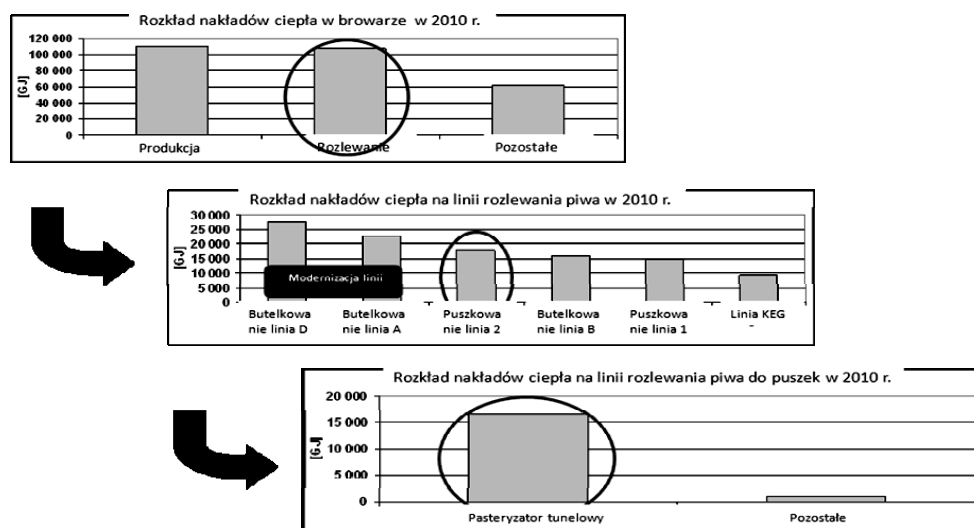 Rozkład nakładów ciepła w browarze w 2010 r.
[GJ]
120 000
100 000
80 000
60 000
40 000
20 000
0
Produkcja Rozlewanie Pozostałe
Rozkład nakładów ciepła na linii rozlewania piwa w 2010 r.
[GJ]
30 000
25 000
20 000
15 000
10 000
5 000
0
Modernizacja linii
Butelkowa Butelkowa Puszkowa Butelkowa Puszkowa Linia KEG
nie linia D nie linia A nie linia 2 nie linia B nie linia 1
Rozkład nakładów ciepła na linii rozlewania piwa do puszek w 2010 r.
[GJ]
20 000
15 000
10 000
5 000
0
Pasteryzator tunelowy Pozostałe